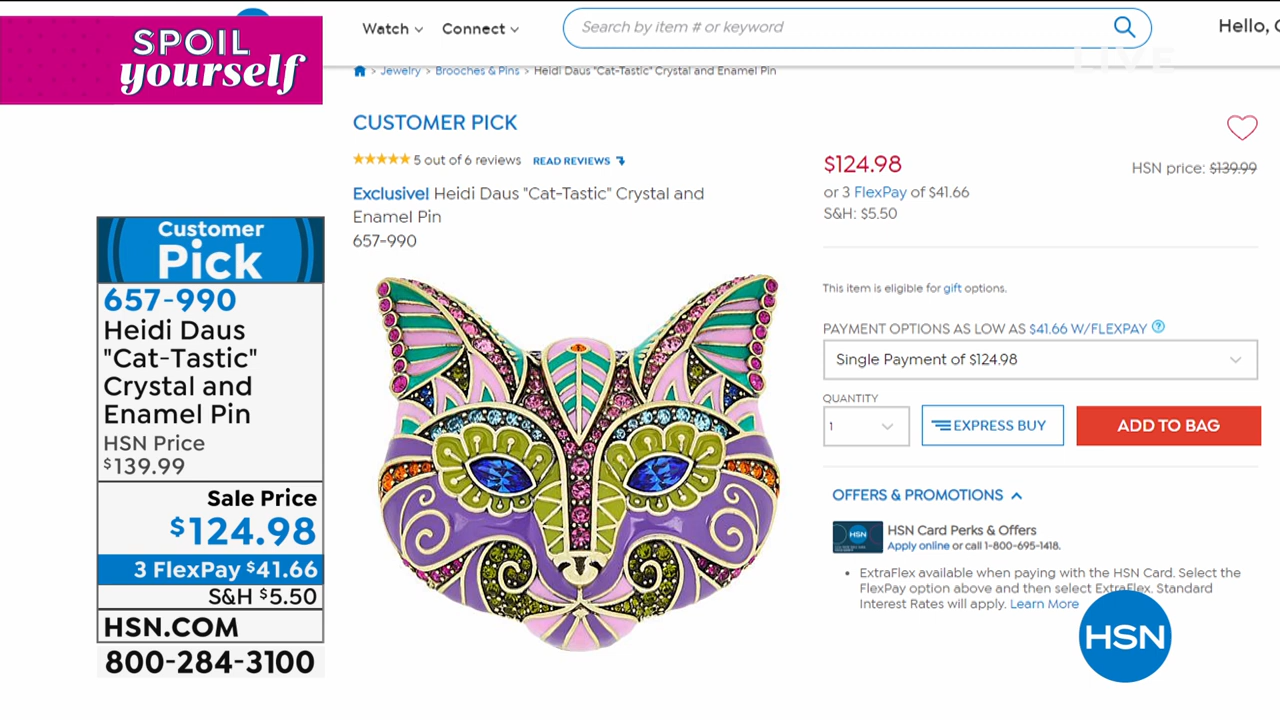 SPOIL
yourself
Watch
Connect
Search by item # or keyword
Hello,
LIVE
> Jewelry > Brooches & Pins > Heidi Daus "Cat-Tastic" Crystal and Enamel Pin
CUSTOMER PICK
5 out of 6 reviews READ REVIEWS
Exclusive! Heidi Daus "Cat-Tastic" Crystal and
Enamel Pin
657-990
$124.98
HSN price: $139.99
or 3 FlexPay of $41.66
S&H: $5.50
This item is eligible for gift options.
PAYMENT OPTIONS AS LOW AS $41.66 W/FLEXPAY ?
Single Payment of $124.98
QUANTITY
1
EXPRESS BUY
ADD TO BAG
OFFERS & PROMOTIONS
HSN
HSN Card Perks & Offers
Apply online or call 1-800-695-1418.
• ExtraFlex available when paying with the HSN Card. Select the
FlexPay option above and then select ExtraFlex. Standard
Interest Rates will apply. Learn More
HSN
Customer
Pick
657-990
Heidi Daus
"Cat-Tastic"
Crystal and
Enamel Pin
HSN Price
$139.99
Sale Price
$124.98
3 FlexPay $41.66
S&H $5.50
HSN.COM
800-284-3100